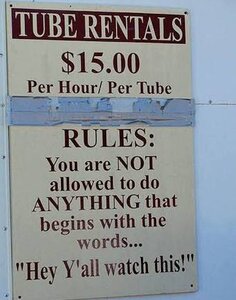 TUBE RENTALS
$15.00
Per Hour/ Per Tube
RULES:
You are NOT
allowed to do
ANYTHING that
begins with the
words...
"Hey Y'all watch this!"